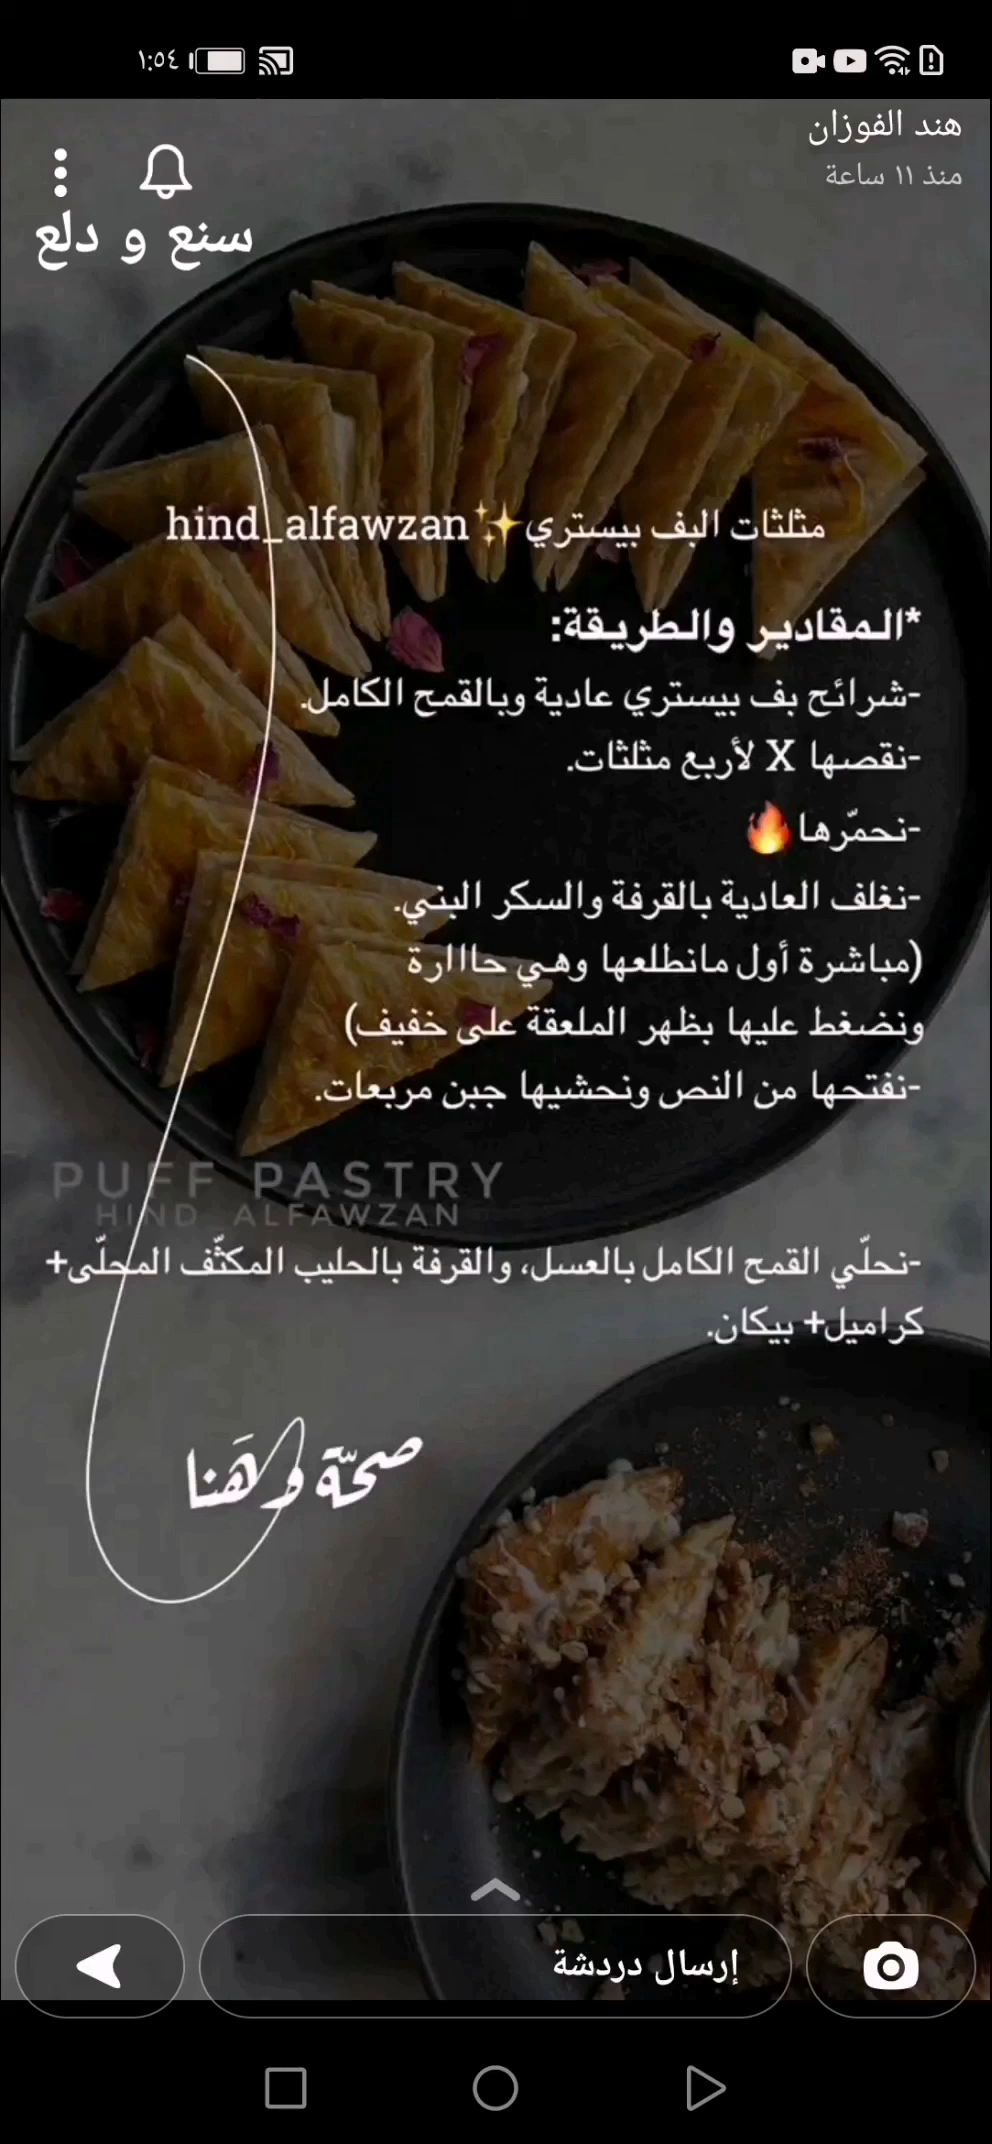 ١:٥٤
هند الفوزان
منذ ١١ ساعة
سنع و دلع
مثلثات البف بيستري✨hind_alfawzan
*المقادير والطريقة:
-شرائح بف بيستري عادية وبالقمح الكامل.
-نقصها X لأربع مثلثات.
-نحمّرها🔥
-نغلف العادية بالقرفة والسكر البني.
(مباشرة أول مانطلعها وهي حااارة
ونضغط عليها بظهر الملعقة على خفيف)
-نفتحها من النص ونحشيها جبن مربعات.
PUFF PASTRY
HIND_ALFAWZAN
-نحلّي القمح الكامل بالعسل، والقرفة بالحليب المكثّف المحلّى+
كراميل+ بيكان.
صحّة وهَنا
إرسال دردشة